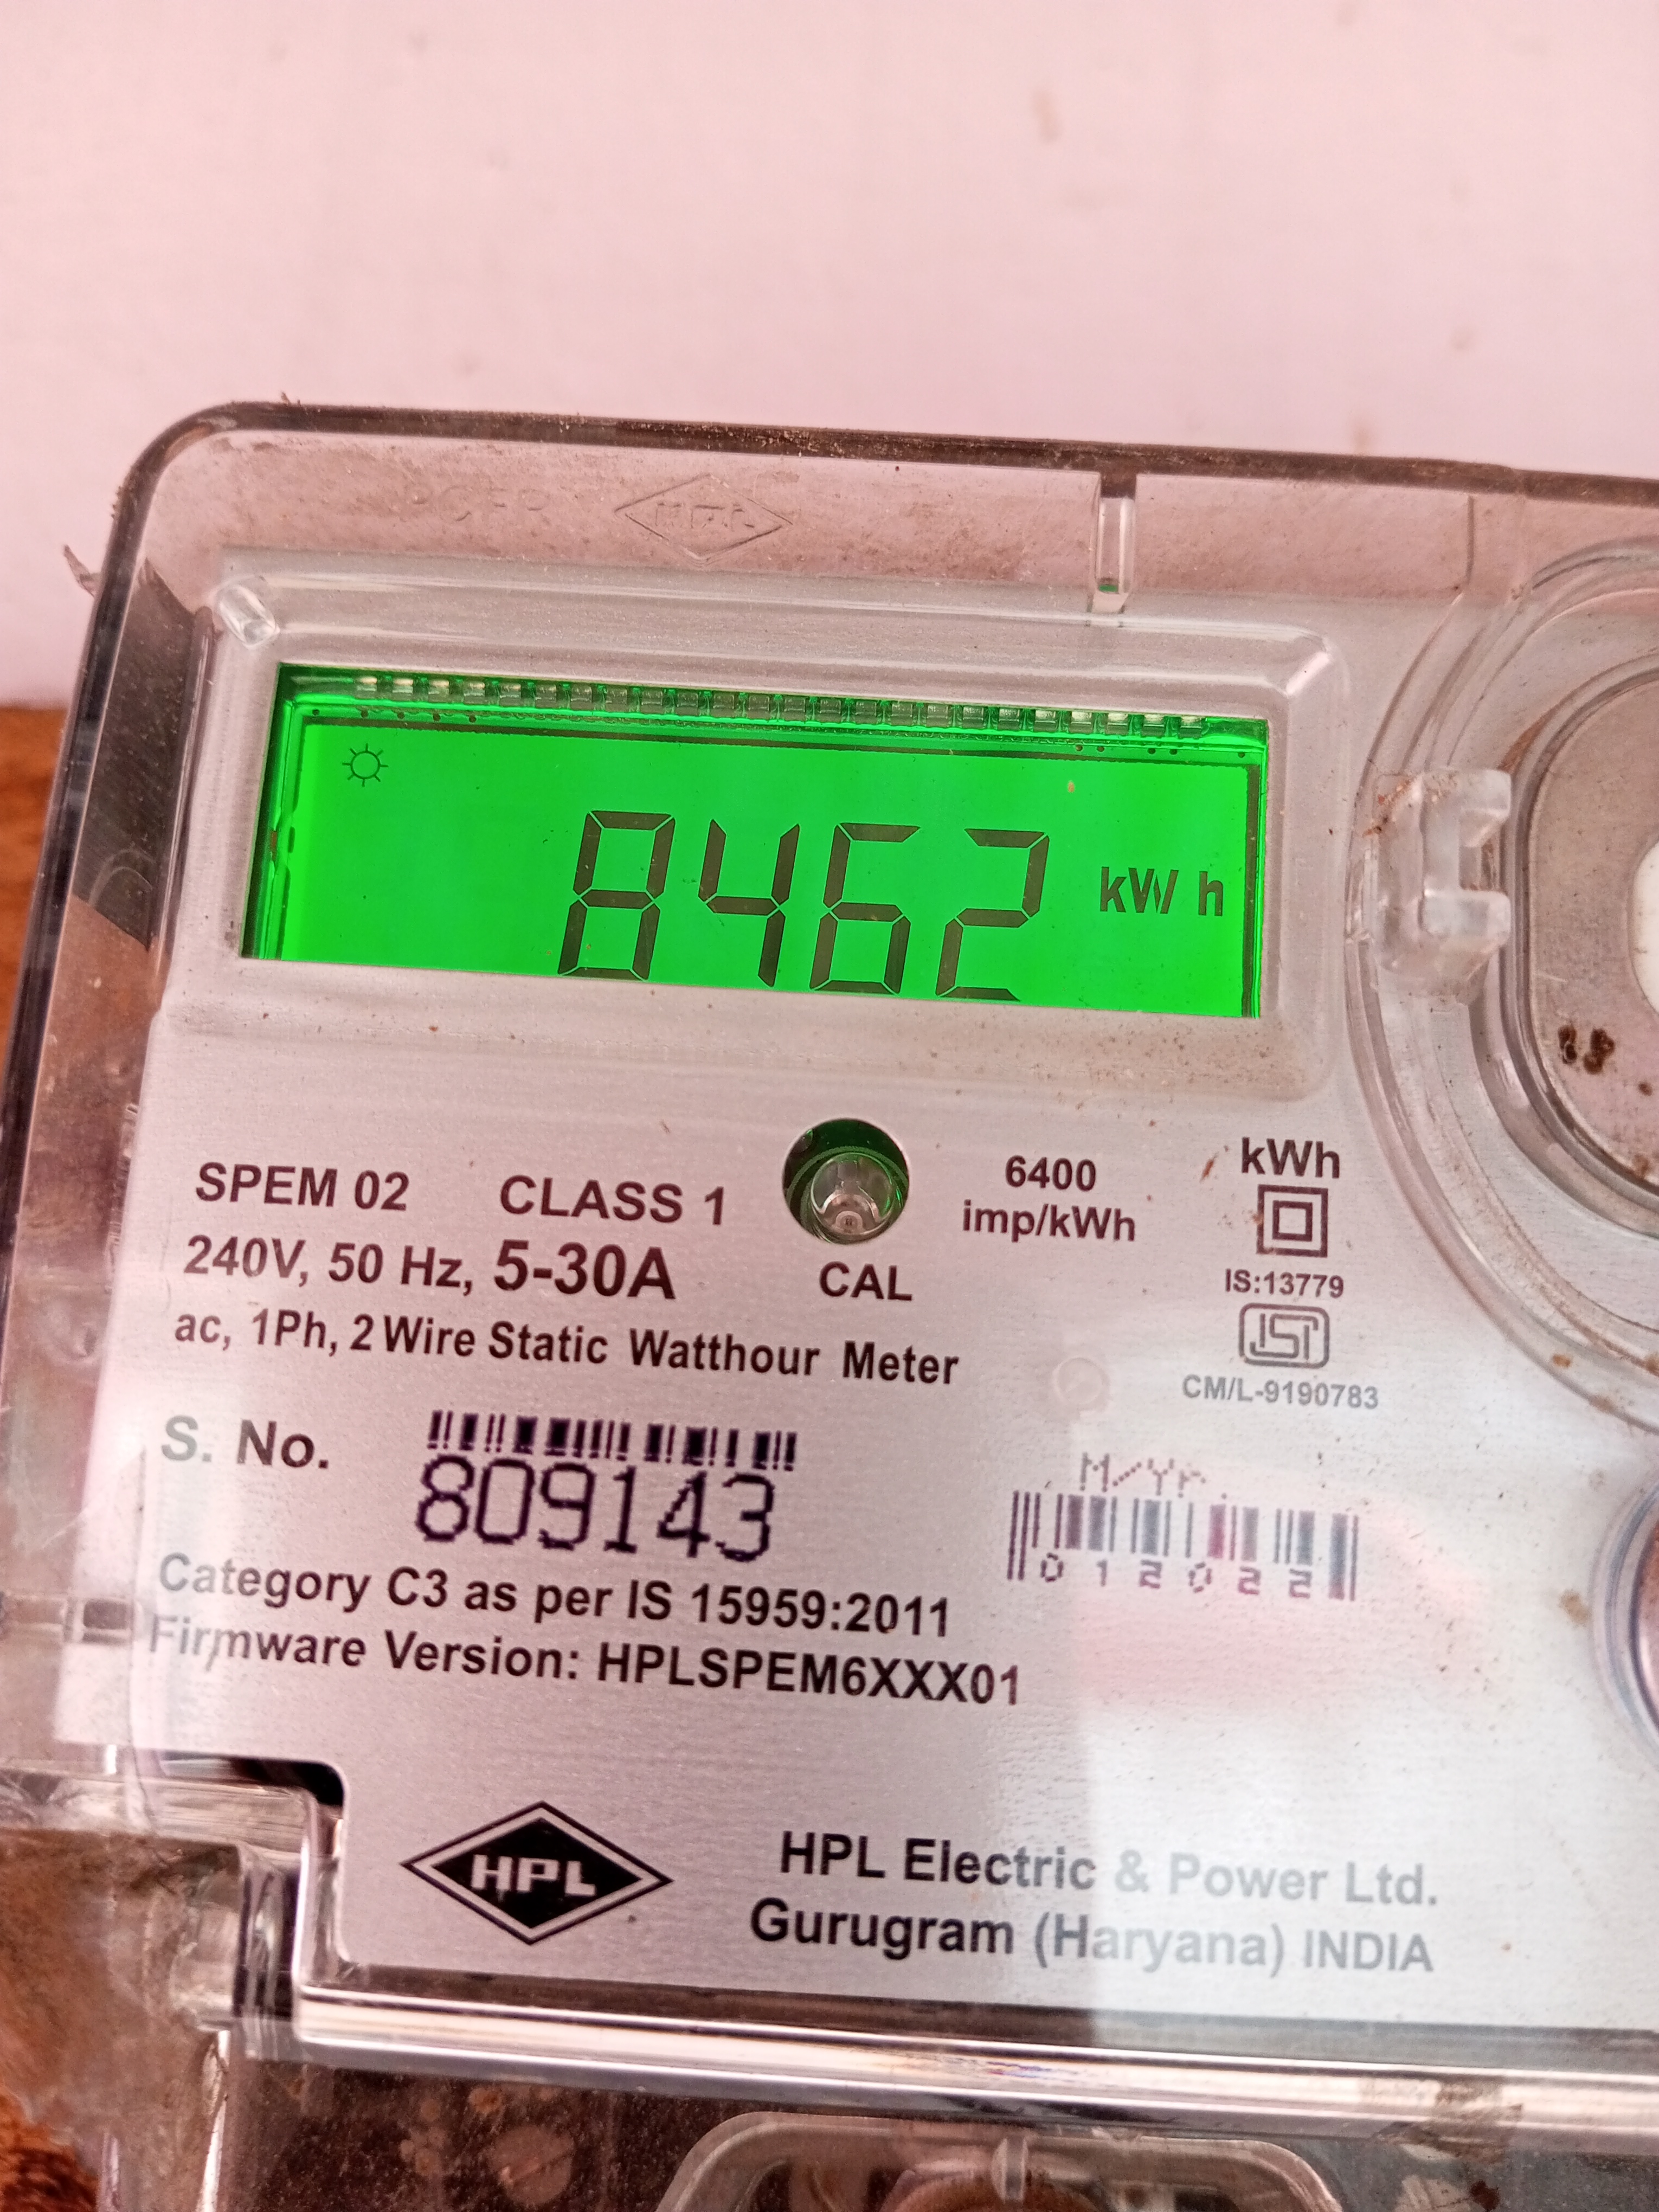 8462 kW h
SPEM 02 CLASS 1
240V, 50 Hz, 5-30A
ac, 1Ph, 2 Wire Static Watthour Meter
CAL
6400
imp/kWh
kWh
IS:13779
ISI
CM/L-9190783
S. No. 809143
M/Yr.
012022
Category C3 as per IS 15959:2011
Firmware Version: HPLSPEM6XXX01
HPL
HPL Electric & Power Ltd.
Gurugram (Haryana) INDIA